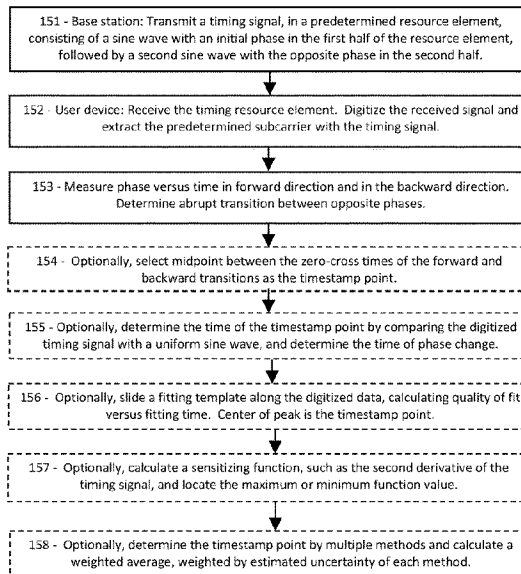 151 - Base station: Transmit a timing signal, in a predetermined resource element,
consisting of a sine wave with an initial phase in the first half of the resource element,
followed by a second sine wave with the opposite phase in the second half.
152 - User device: Receive the timing resource element. Digitize the received signal and
extract the predetermined subcarrier with the timing signal.
153 - Measure phase versus time in forward direction and in the backward direction.
Determine abrupt transition between opposite phases.
154 - Optionally, select midpoint between the zero-cross times of the forward and
backward transitions as the timestamp point.
155 - Optionally, determine the time of the timestamp point by comparing the digitized
timing signal with a uniform sine wave, and determine the time of phase change.
156 - Optionally, slide a fitting template along the digitized data, calculating quality of fit
versus fitting time. Center of peak is the timestamp point.
157 - Optionally, calculate a sensitizing function, such as the second derivative of the
timing signal, and locate the maximum or minimum function value.
158 - Optionally, determine the timestamp point by multiple methods and calculate a
weighted average, weighted by estimated uncertainty of each method.